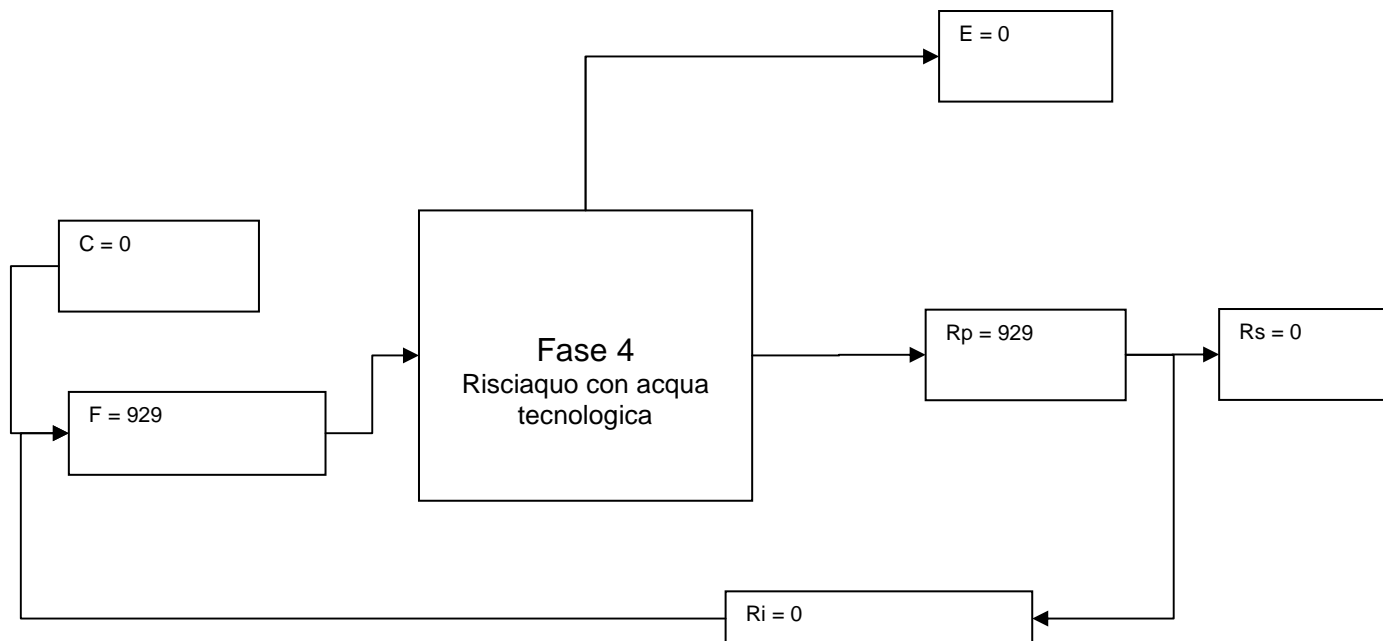 E = 0
C = 0
Fase 4
Risciaquo con acqua
tecnologica
Rp = 929
Rs = 0
F = 929
Ri = 0